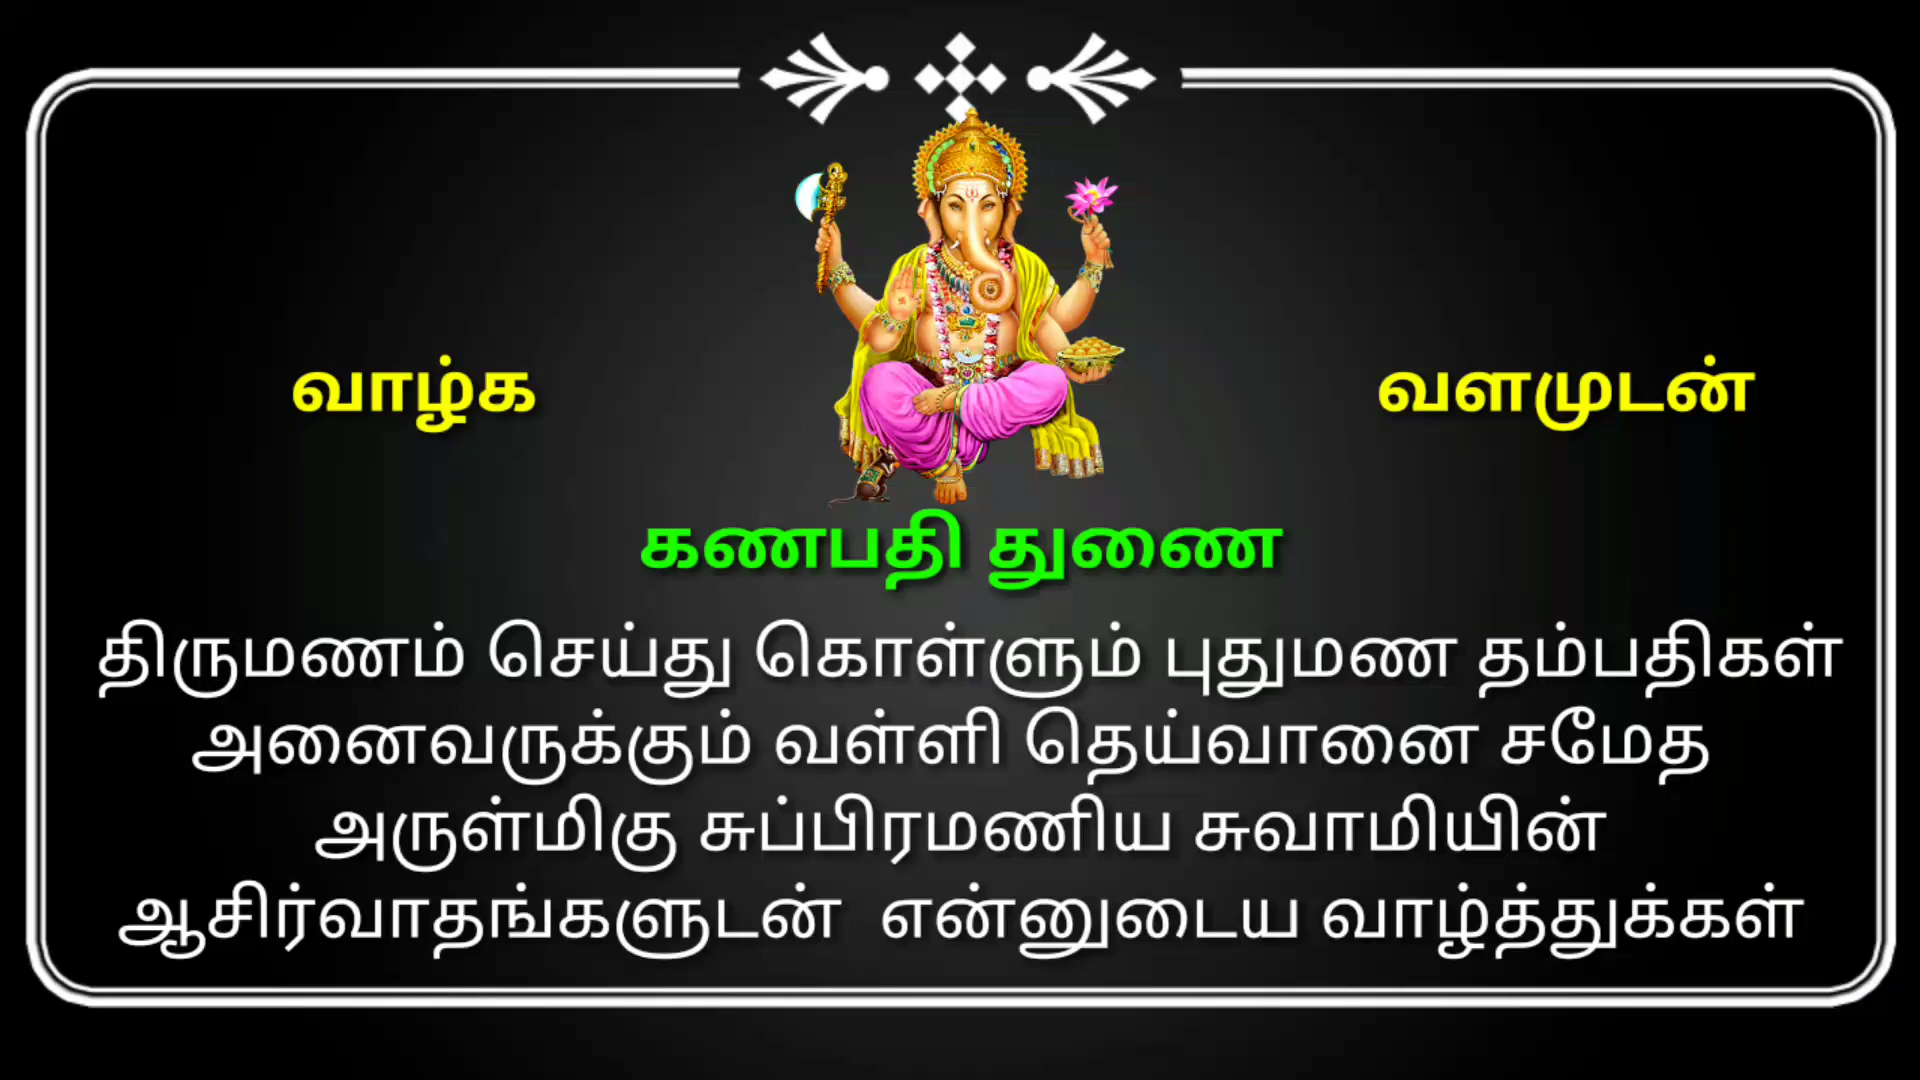 வாழ்க வளமுடன்
கணபதி துணை
திருமணம் செய்து கொள்ளும் புதுமண தம்பதிகள்
அனைவருக்கும் வள்ளி தெய்வானை சமேத
அருள்மிகு சுப்பிரமணிய சுவாமியின்
ஆசிர்வாதங்களுடன் என்னுடைய வாழ்த்துக்கள்